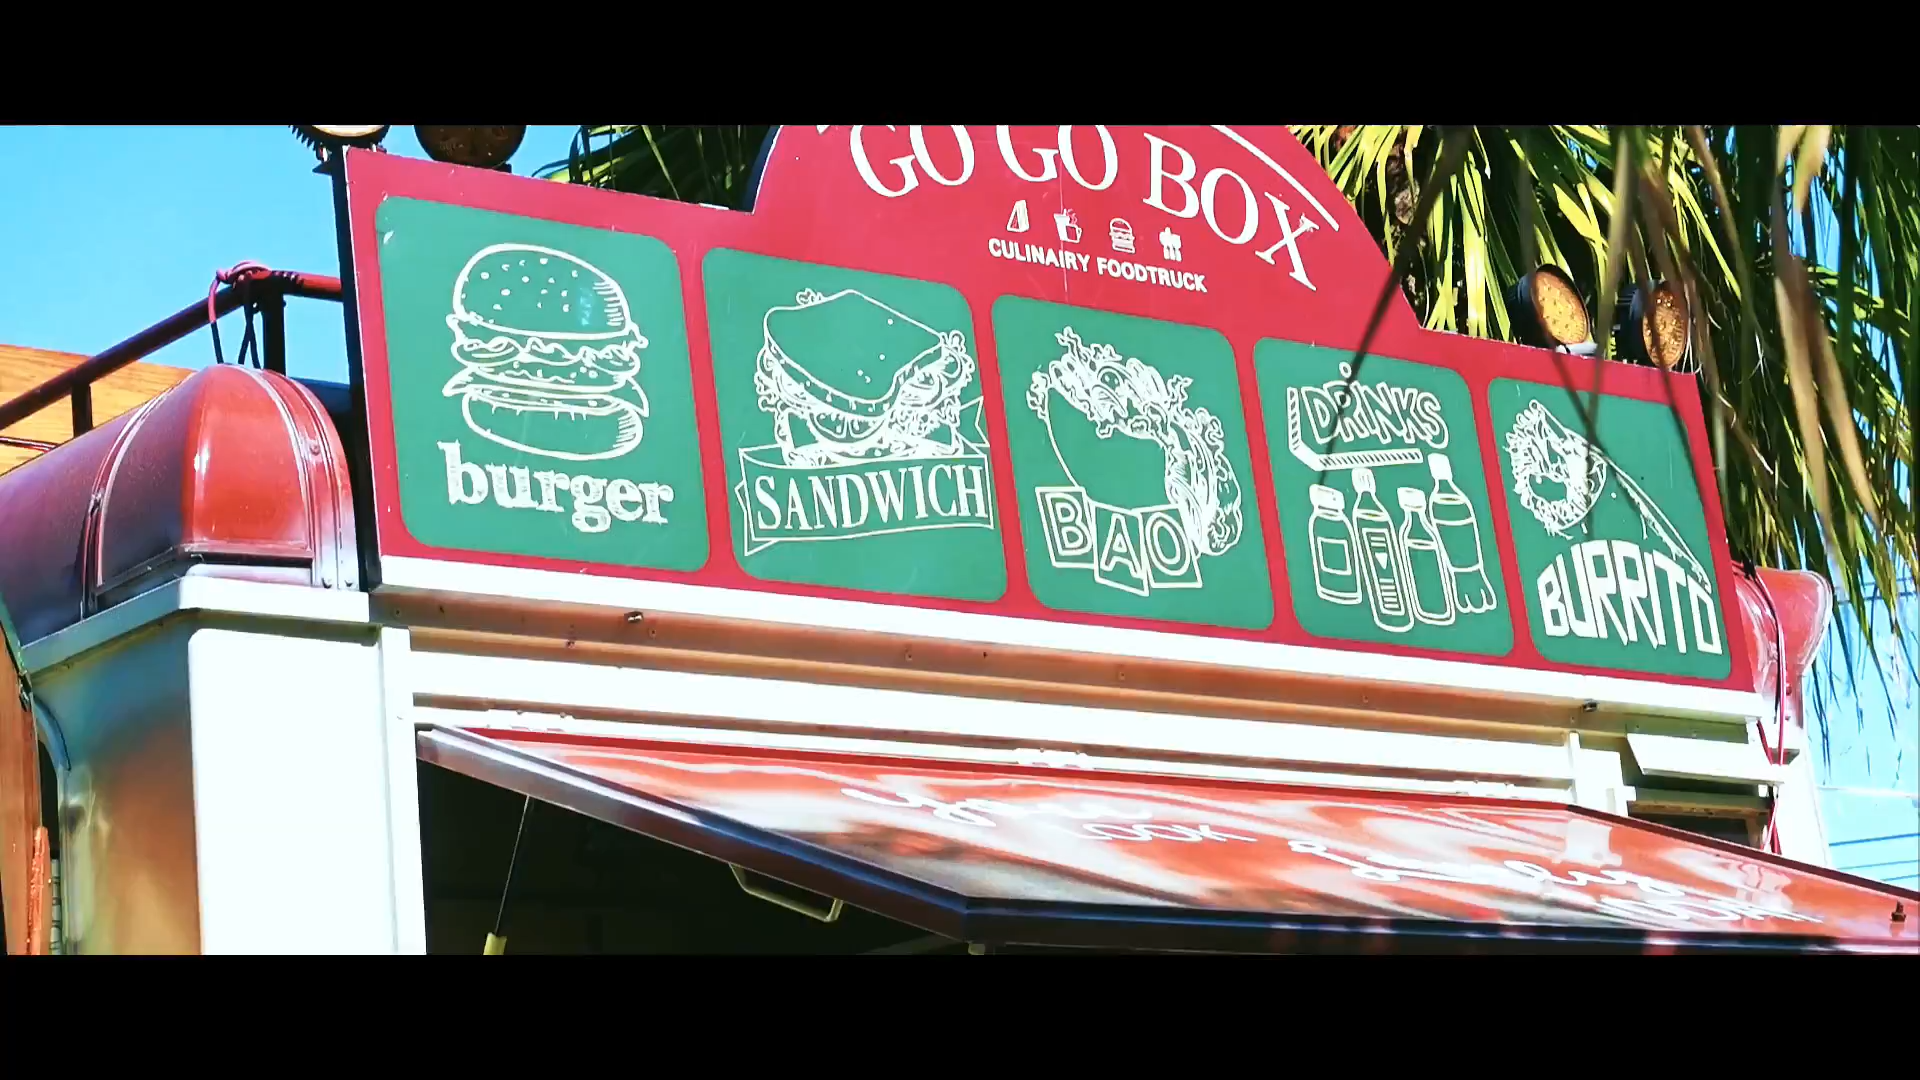 GO GO BOX
CULINAIRY FOODTRUCK
burger
SANDWICH
BAO
DRINKS
BURRITO